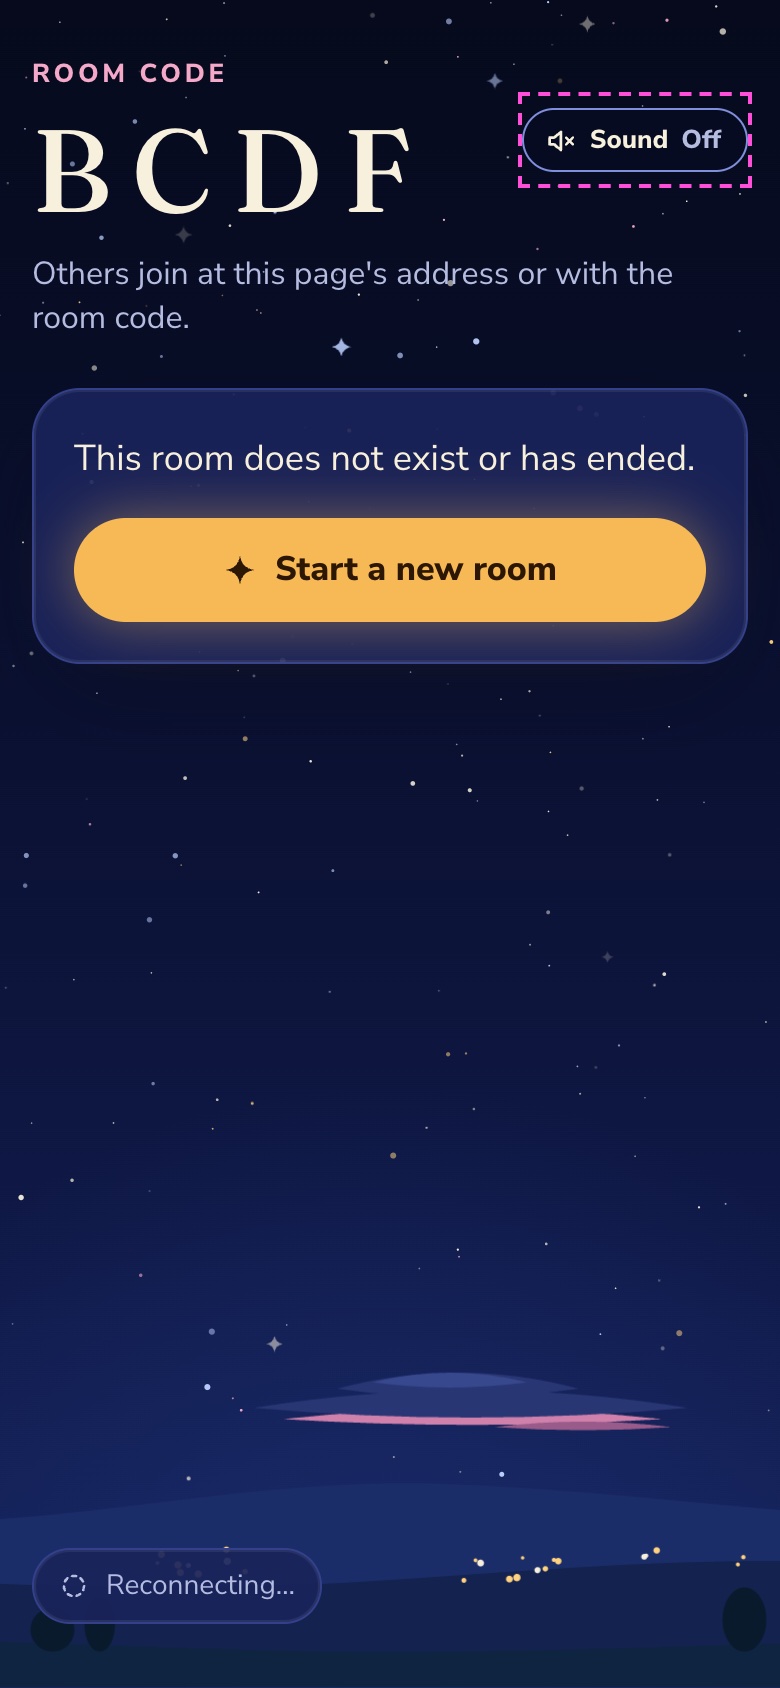 ROOM CODE
BCDF
Sound Off
Others join at this page's address or with the
room code.
This room does not exist or has ended.
Start a new room
Reconnecting...